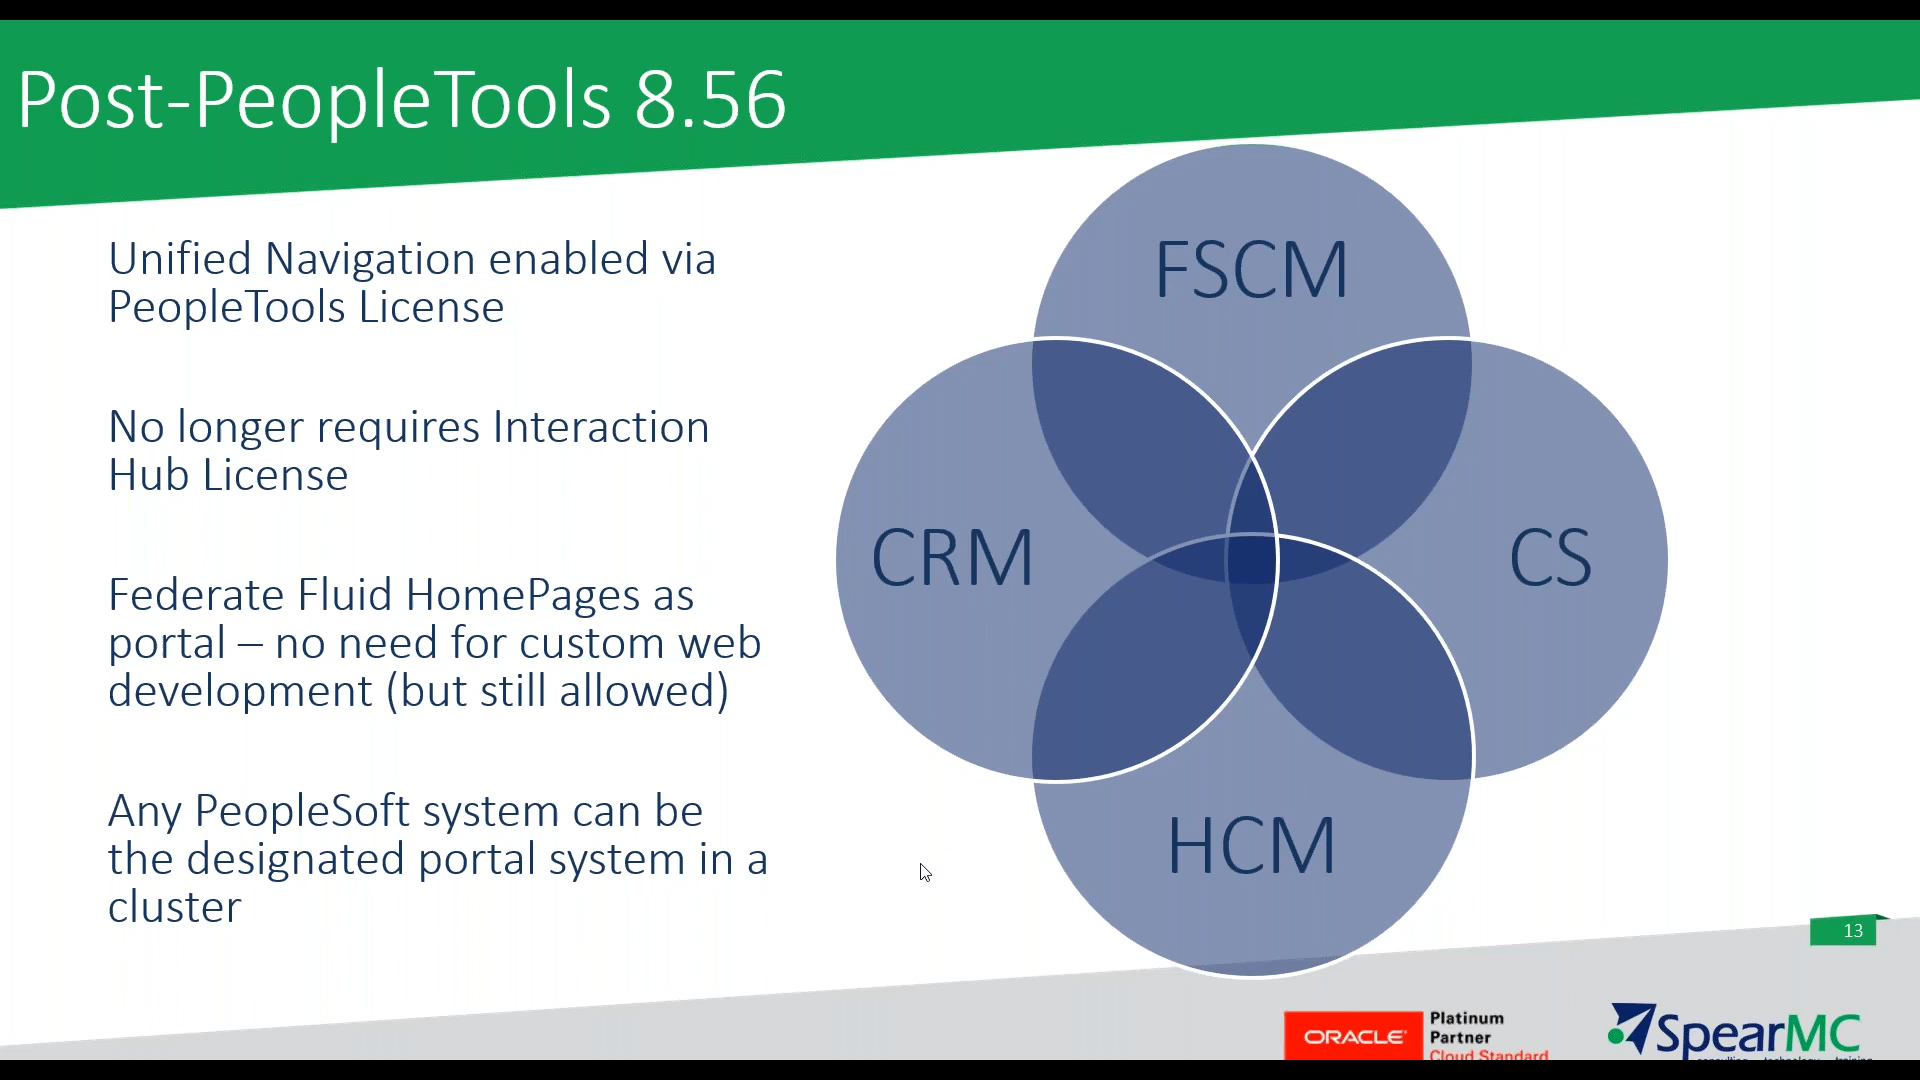 Post-PeopleTools 8.56
Unified Navigation enabled via
PeopleTools License
No longer requires Interaction
Hub License
Federate Fluid HomePages as
portal – no need for custom web
development (but still allowed)
Any PeopleSoft system can be
the designated portal system in a
cluster
FSCM
CRM
CS
HCM
13
ORACLE
Platinum
Partner
Cloud Standard
SpearMC